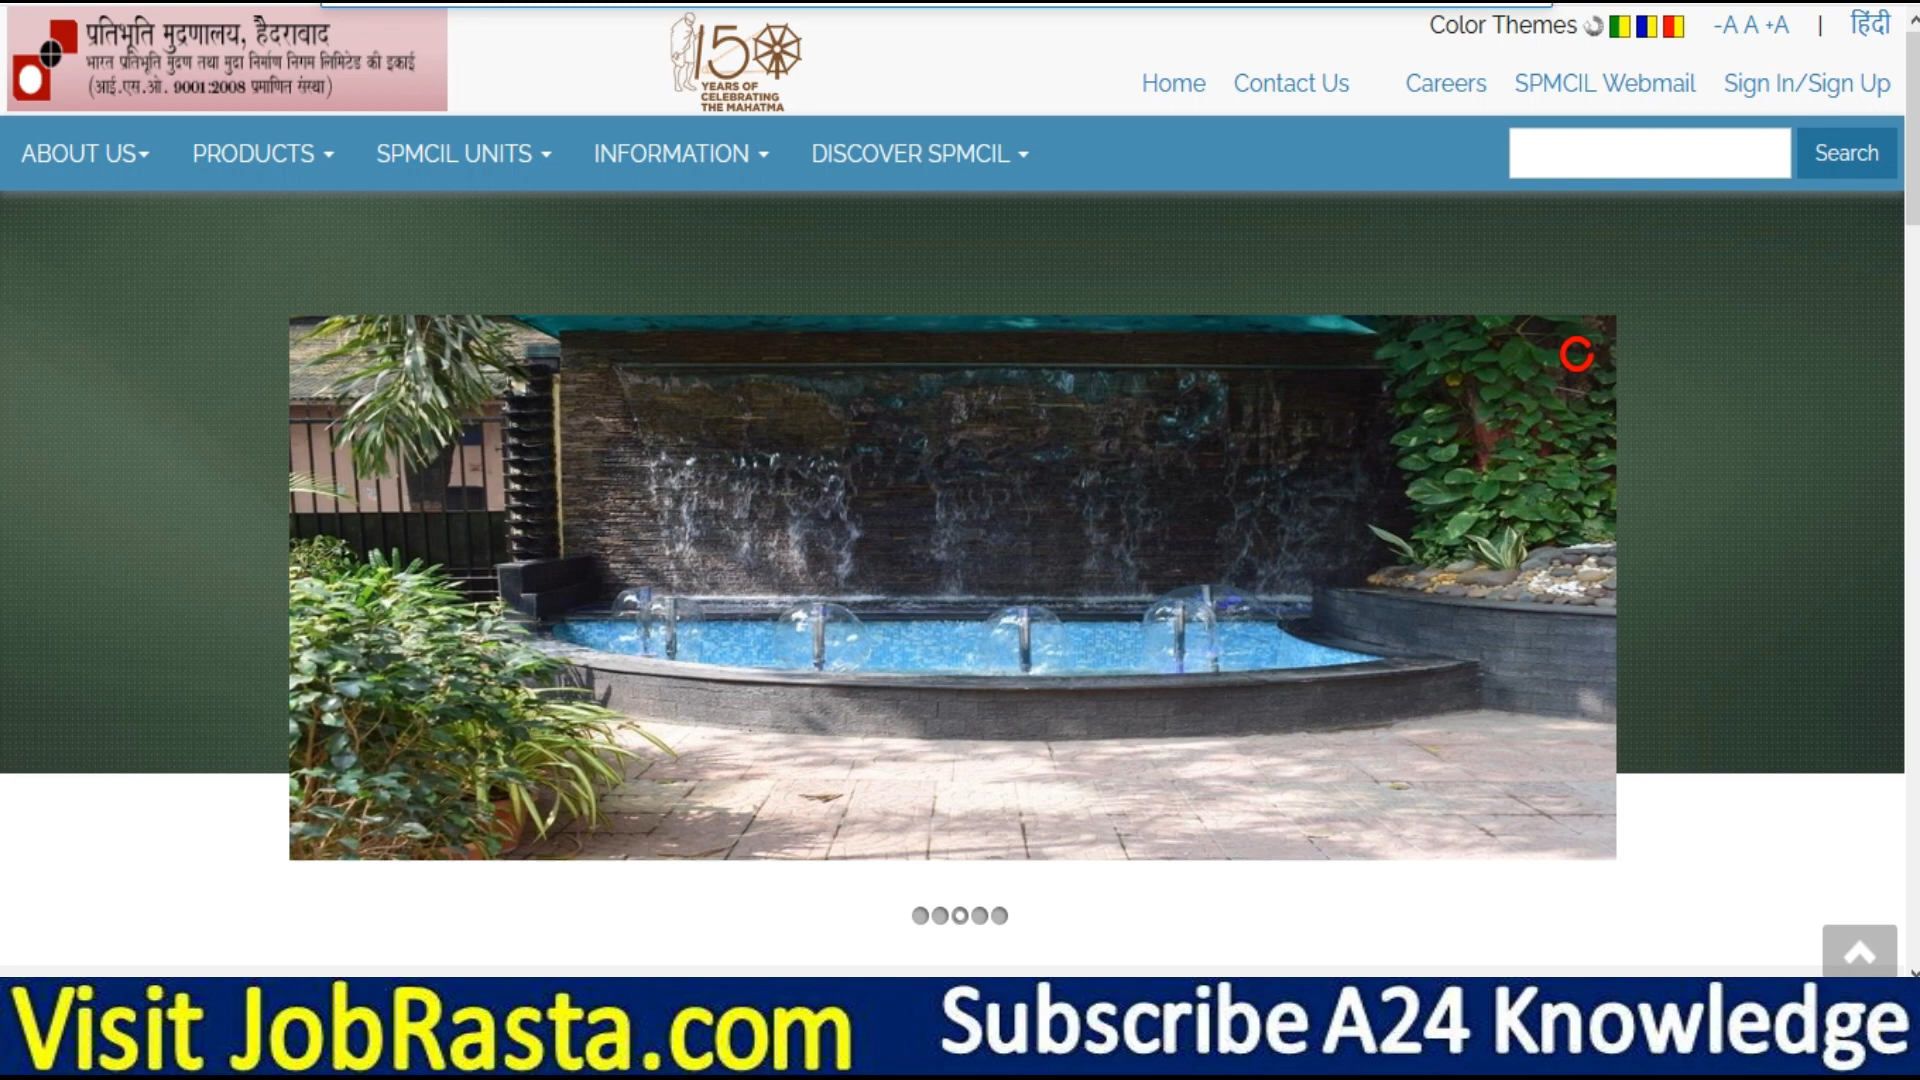 प्रतिभूति मुद्रणालय, हैदराबाद
भारत प्रतिभूति मुद्रण तथा मुद्रा निर्माण निगम लिमिटेड की इकाई
(आई.एस.ओ. 9001:2008 प्रमाणित संस्था)
150
YEARS OF
CELEBRATING
THE MAHATMA
Color Themes -A A +A | हिंदी
Home Contact Us Careers SPMCIL Webmail Sign In/Sign Up
ABOUT US PRODUCTS SPMCIL UNITS INFORMATION DISCOVER SPMCIL Search
Visit JobRasta.com Subscribe A24 Knowledge